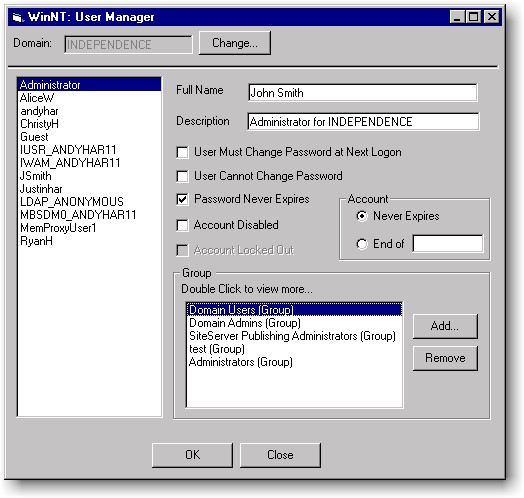 WinNT: User Manager
Domain: INDEPENDENCE Change...
Administrator
AliceW
andyhar
ChristyH
Guest
IUSR_ANDYHAR11
IWAM_ANDYHAR11
JSmith
Justinhar
LDAP_ANONYMOUS
MBSDM0_ANDYHAR11
MemProxyUser1
RyanH
Full Name John Smith
Description Administrator for INDEPENDENCE
User Must Change Password at Next Logon
User Cannot Change Password
Password Never Expires
Account Disabled
Account Locked Out
Account
Never Expires
End of
Group
Double Click to view more...
Domain Users (Group)
Domain Admins (Group)
SiteServer Publishing Administrators (Group)
test (Group)
Administrators (Group)
Add...
Remove
OK Close